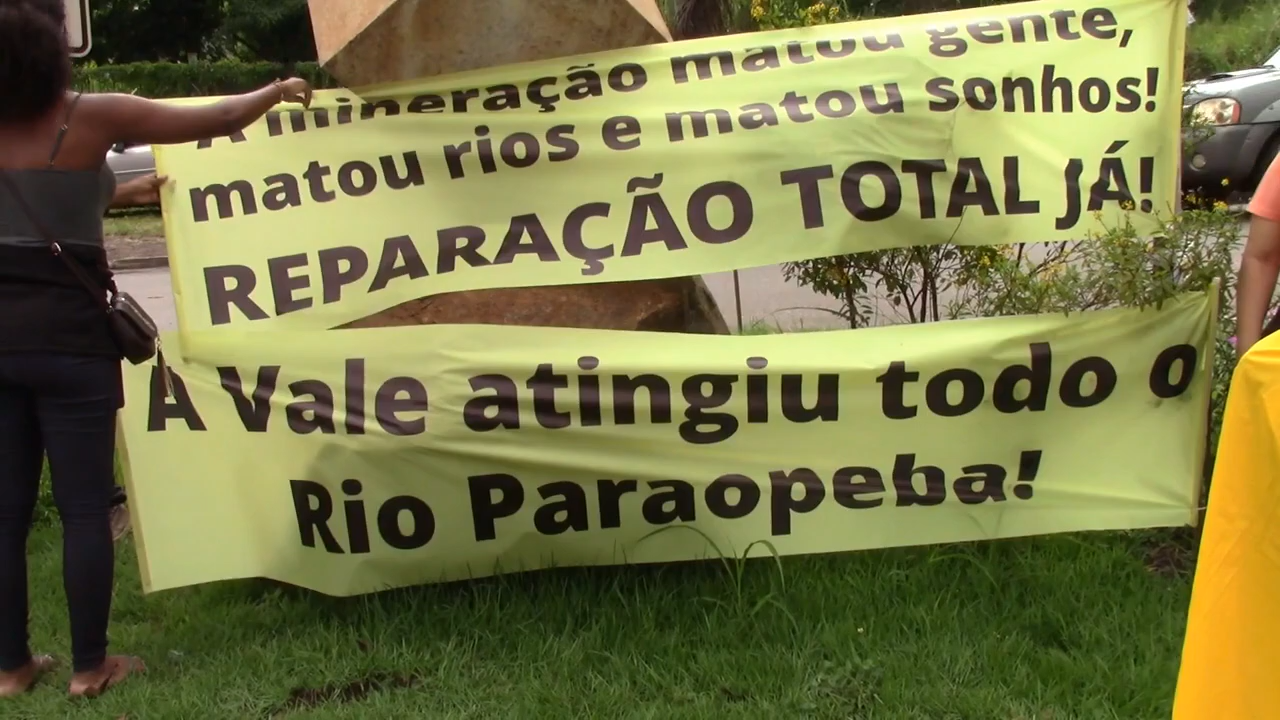 A mineração matou gente,
matou rios e matou sonhos!
REPARAÇÃO TOTAL JÁ!
A Vale atingiu todo o
Rio Paraopeba!